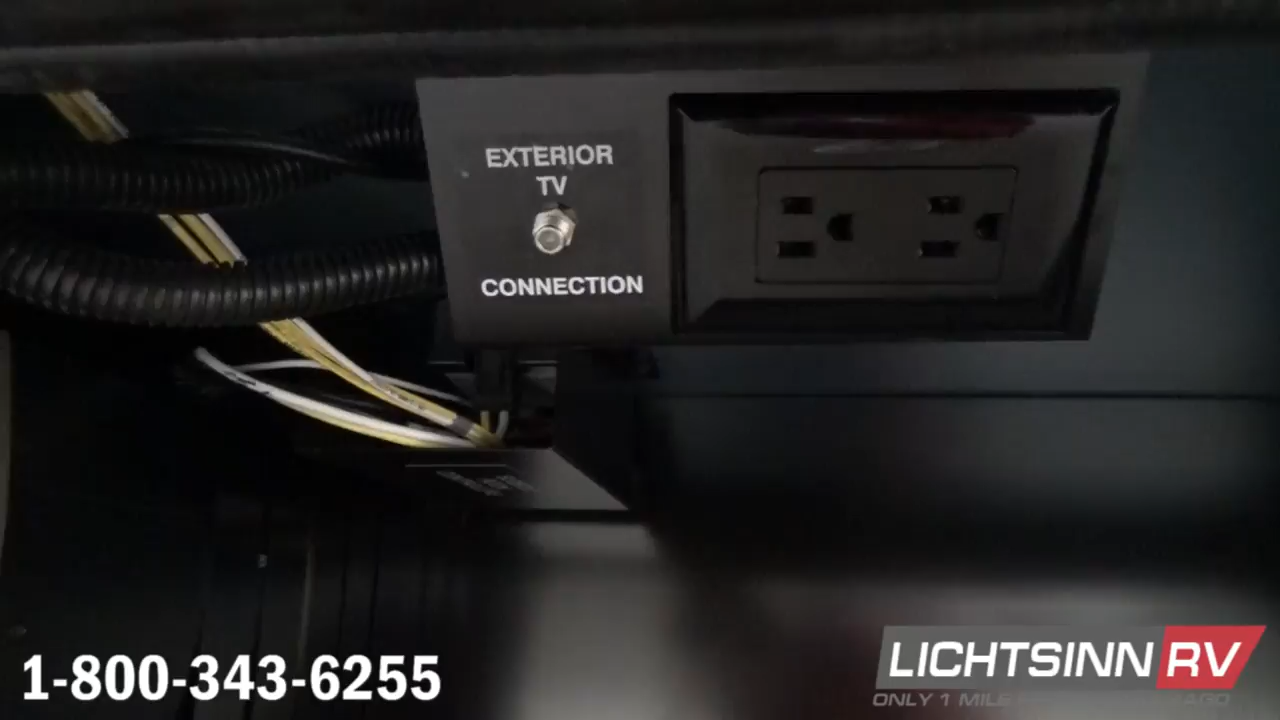 EXTERIOR
TV
CONNECTION
1-800-343-6255
LICHTSINN RV
ONLY 1 MILE